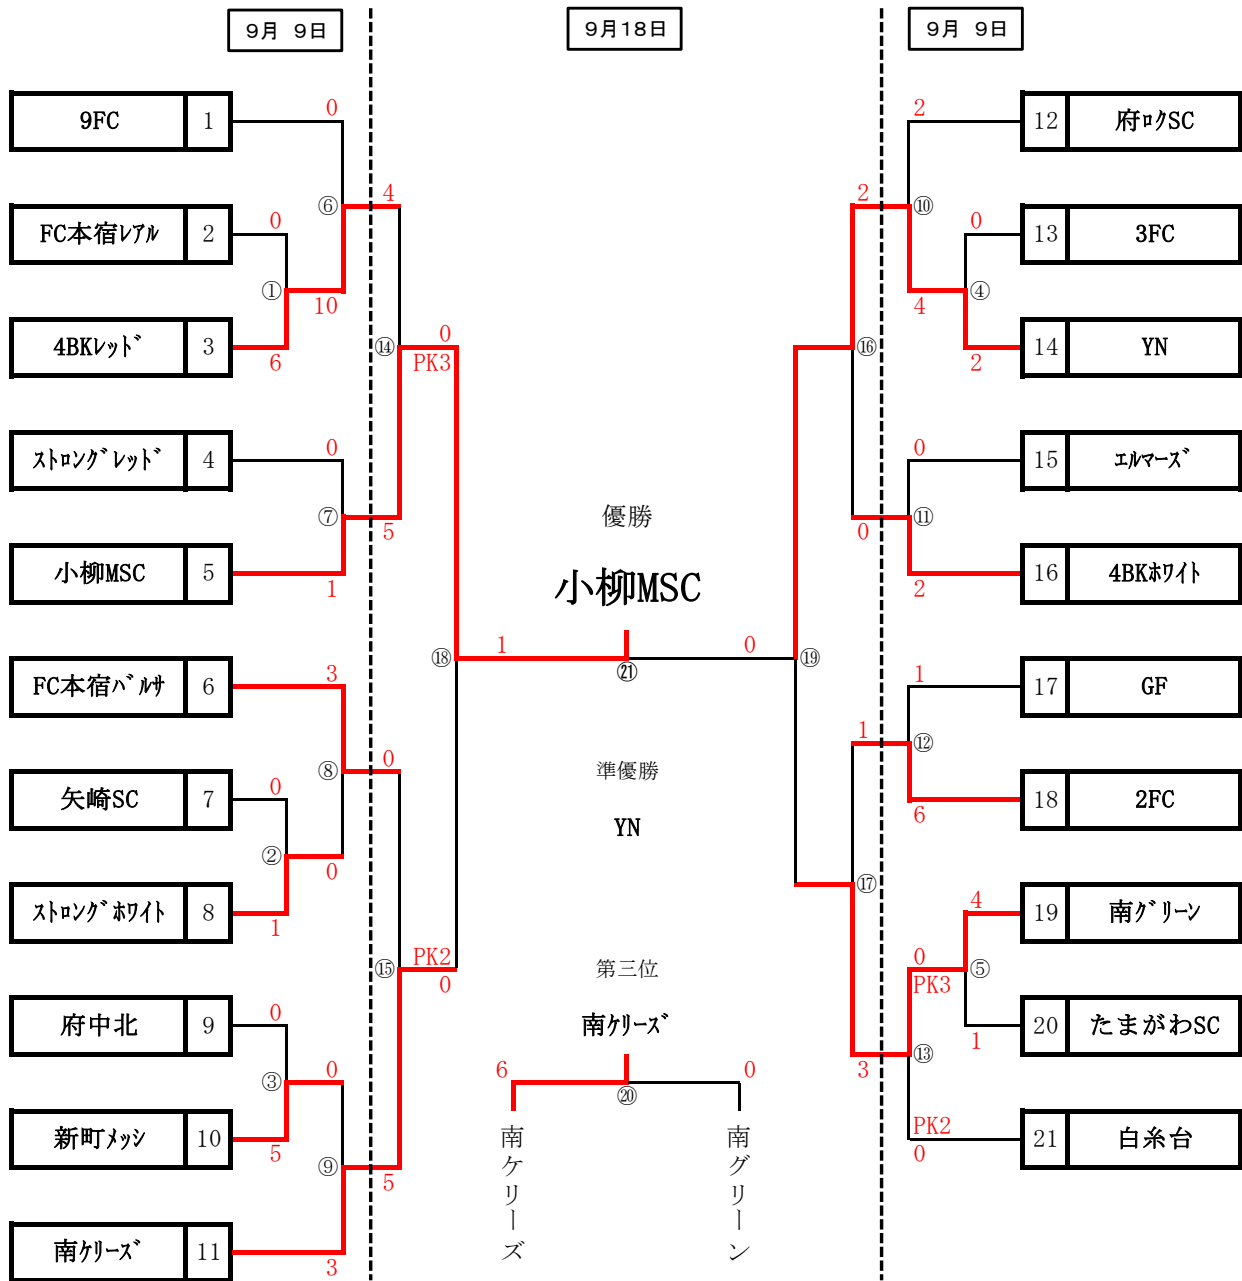 9月 9日
9月18日
9月 9日
9FC 1
0
2
12 府ロクSC
FC本宿レアル 2
0
⑥
4
2
⑩
0
13 3FC
①
10
4
④
4BKレッド 3
6
⑭
0
PK3
⑯
2
14 YN
ストロングレッド 4
0
0
15 エルマーズ
⑦
5
優勝
0
⑪
小柳MSC 5
1
小柳MSC
2
16 4BKホワイト
FC本宿バルサ 6
3
⑱
1
㉑
0
⑲
1
17 GF
⑧
0
準優勝
1
⑫
矢崎SC 7
0
YN
6
18 2FC
②
0
⑰
ストロングホワイト 8
1
4
19 南グリーン
⑮
PK2
0
第三位
0
PK3
⑤
府中北 9
0
南ケリーズ
1
20 たまがわSC
③
0
6
⑳
0
3
⑬
新町メッシ 10
5
PK2
0
21 白糸台
⑨
5
南ケリーズ
南グリーン
南ケリーズ 11
3